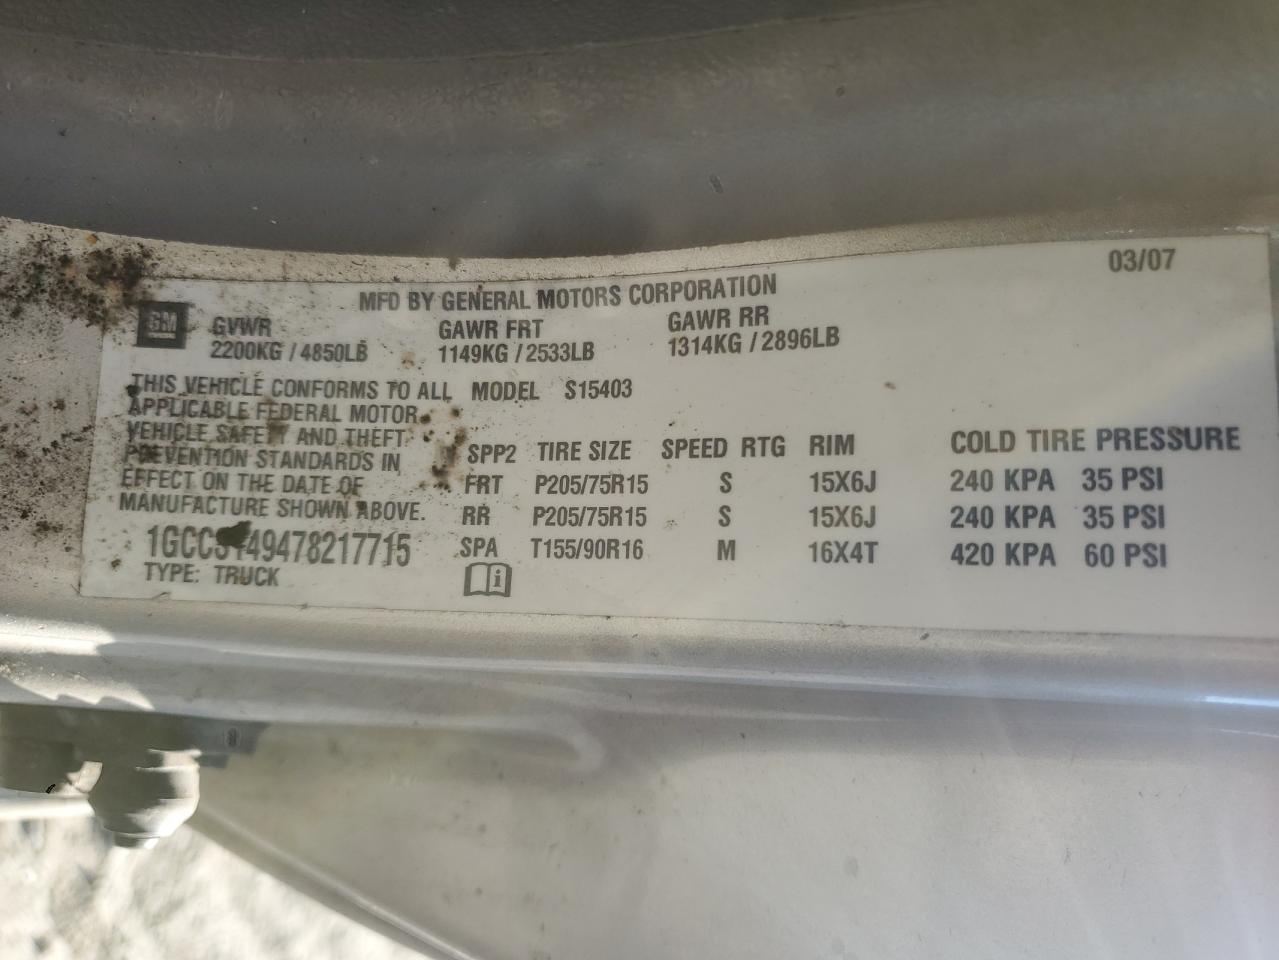 03/07
MFD BY GENERAL MOTORS CORPORATION
GM GVWR GAWR FRT GAWR RR
2200KG / 4850LB 1149KG / 2533LB 1314KG / 2896LB
THIS VEHICLE CONFORMS TO ALL MODEL S15403
APPLICABLE FEDERAL MOTOR
VEHICLE SAFETY AND THEFT SPP2 TIRE SIZE SPEED RTG RIM COLD TIRE PRESSURE
PREVENTION STANDARDS IN
EFFECT ON THE DATE OF FRT P205/75R15 S 15X6J 240 KPA 35 PSI
MANUFACTURE SHOWN ABOVE. RR P205/75R15 S 15X6J 240 KPA 35 PSI
SPA T155/90R16 M 16X4T 420 KPA 60 PSI
TYPE: TRUCK